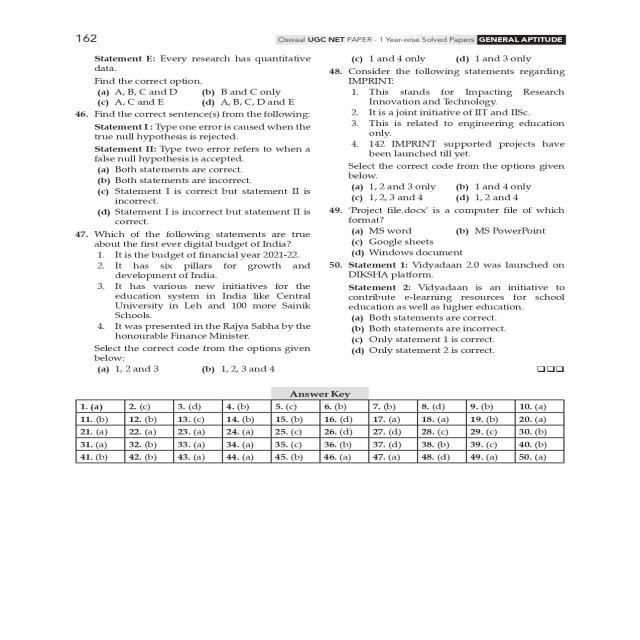 162
Oswaal UGC NET PAPER - 1 Year-wise Solved Papers GENERAL APTITUDE
Statement E: Every research has quantitative
data.
Find the correct option.
(a) A, B, C and D (b) B and C only
(c) A, C and E (d) A, B, C, D and E
46. Find the correct sentence(s) from the following:
Statement I : Type one error is caused when the
true null hypothesis is rejected.
Statement II: Type two error refers to when a
false null hypothesis is accepted.
(a) Both statements are correct.
(b) Both statements are incorrect.
(c) Statement I is correct but statement II is
incorrect.
(d) Statement I is incorrect but statement II is
correct.
47. Which of the following statements are true
about the first ever digital budget of India?
1. It is the budget of financial year 2021-22.
2. It has six pillars for growth and
development of India.
3. It has various new initiatives for the
education system in India like Central
University in Leh and 100 more Sainik
Schools.
4. It was presented in the Rajya Sabha by the
honourable Finance Minister.
Select the correct code from the options given
below:
(a) 1, 2 and 3 (b) 1, 2, 3 and 4
(c) 1 and 4 only (d) 1 and 3 only
48. Consider the following statements regarding
IMPRINT:
1. This stands for Impacting Research
Innovation and Technology.
2. It is a joint initiative of IIT and IISc.
3. This is related to engineering education
only.
4. 142 IMPRINT supported projects have
been launched till yet.
Select the correct code from the options given
below.
(a) 1, 2 and 3 only (b) 1 and 4 only
(c) 1, 2, 3 and 4 (d) 1, 2 and 4
49. 'Project file.docx' is a computer file of which
format?
(a) MS word (b) MS PowerPoint
(c) Google sheets
(d) Windows document
50. Statement 1: Vidyadaan 2.0 was launched on
DIKSHA platform.
Statement 2: Vidyadaan is an initiative to
contribute e-learning resources for school
education as well as higher education.
(a) Both statements are correct.
(b) Both statements are incorrect.
(c) Only statement 1 is correct.
(d) Only statement 2 is correct.
Answer Key
1. (a) 2. (c) 3. (d) 4. (b) 5. (c) 6. (b) 7. (b) 8. (d) 9. (b) 10. (a)
11. (b) 12. (b) 13. (c) 14. (b) 15. (b) 16. (d) 17. (a) 18. (a) 19. (b) 20. (a)
21. (a) 22. (a) 23. (a) 24. (a) 25. (c) 26. (d) 27. (d) 28. (c) 29. (c) 30. (b)
31. (a) 32. (b) 33. (a) 34. (a) 35. (c) 36. (b) 37. (d) 38. (b) 39. (c) 40. (b)
41. (b) 42. (b) 43. (a) 44. (a) 45. (b) 46. (a) 47. (a) 48. (d) 49. (a) 50. (a)